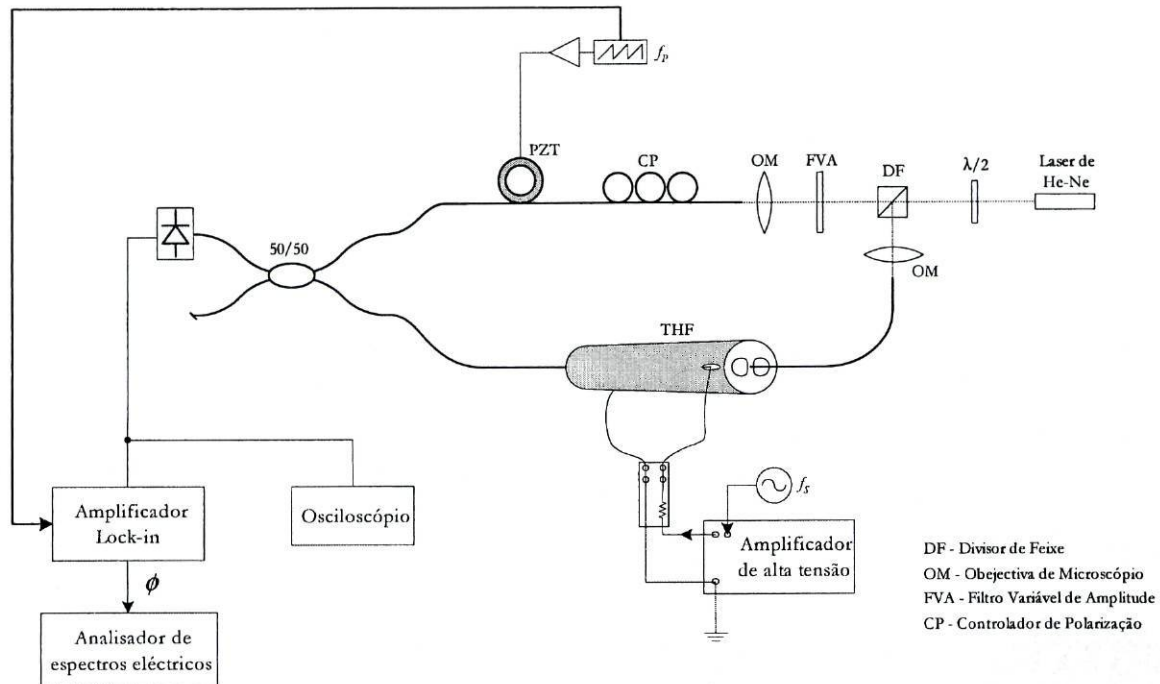 f_P
PZT
CP
OM
FVA
DF
λ/2
Laser de
He-Ne
50/50
OM
THF
f_S
Amplificador
Lock-in
Osciloscópio
Amplificador
de alta tensão
ϕ
Analisador de
espectros eléctricos
DF - Divisor de Feixe
OM - Obejectiva de Microscópio
FVA - Filtro Variável de Amplitude
CP - Controlador de Polarização